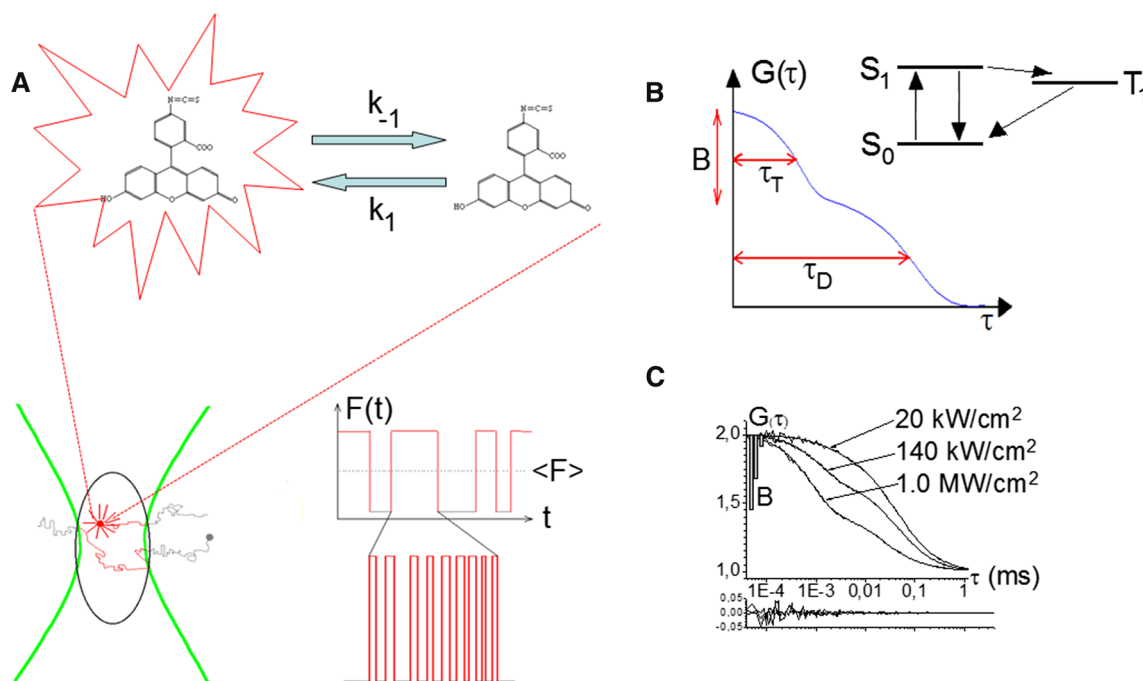 A
N=C=S
COO
HO
O
O
k-1
k1
N=C=S
COO
HO
O
O
F(t)
<F>
t
B
G(τ)
B
τT
τD
τ
S1
S0
T1
C
G(τ)
2,0
1,5
1,0
B
20 kW/cm²
140 kW/cm²
1.0 MW/cm²
1E-4 1E-3 0,01 0,1 1
τ (ms)
0,05
0,00
-0,05